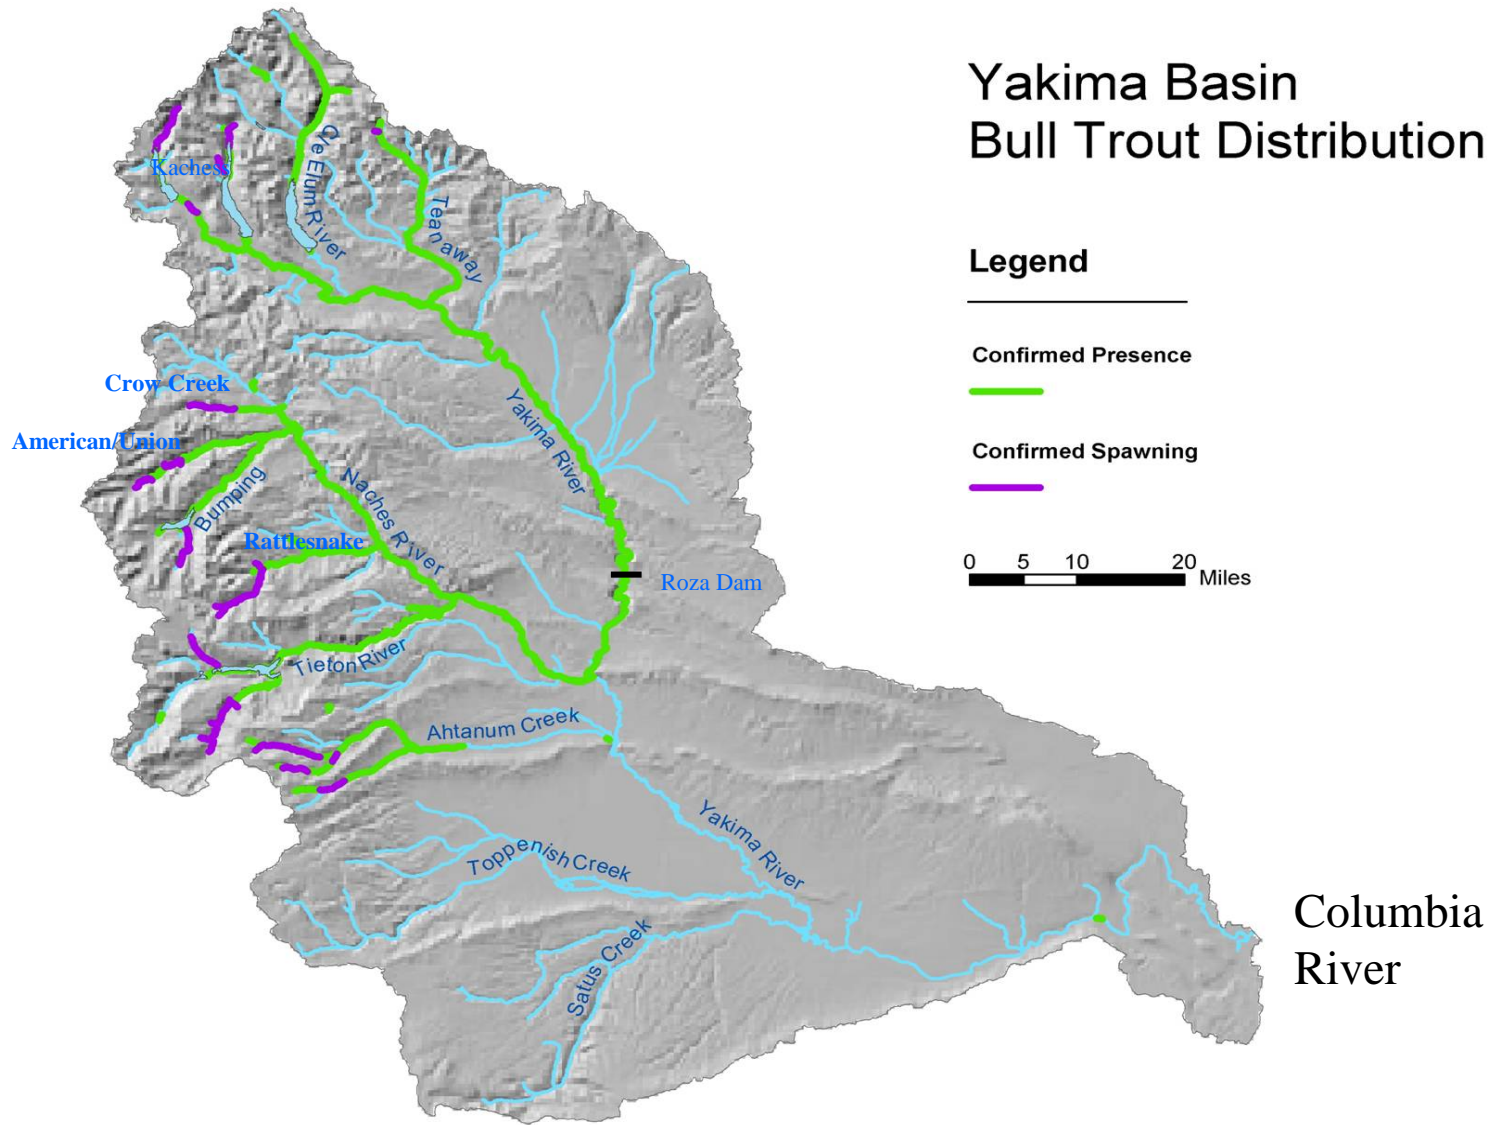 Yakima Basin
Bull Trout Distribution
Legend
Confirmed Presence
Confirmed Spawning
0 5 10 20 Miles
Kachess
Cle Elum River
Teanaway
Crow Creek
American/Union
Bumping
Naches River
Yakima River
Rattlesnake
Roza Dam
Tieton River
Ahtanum Creek
Yakima River
Toppenish Creek
Satus Creek
Columbia
River